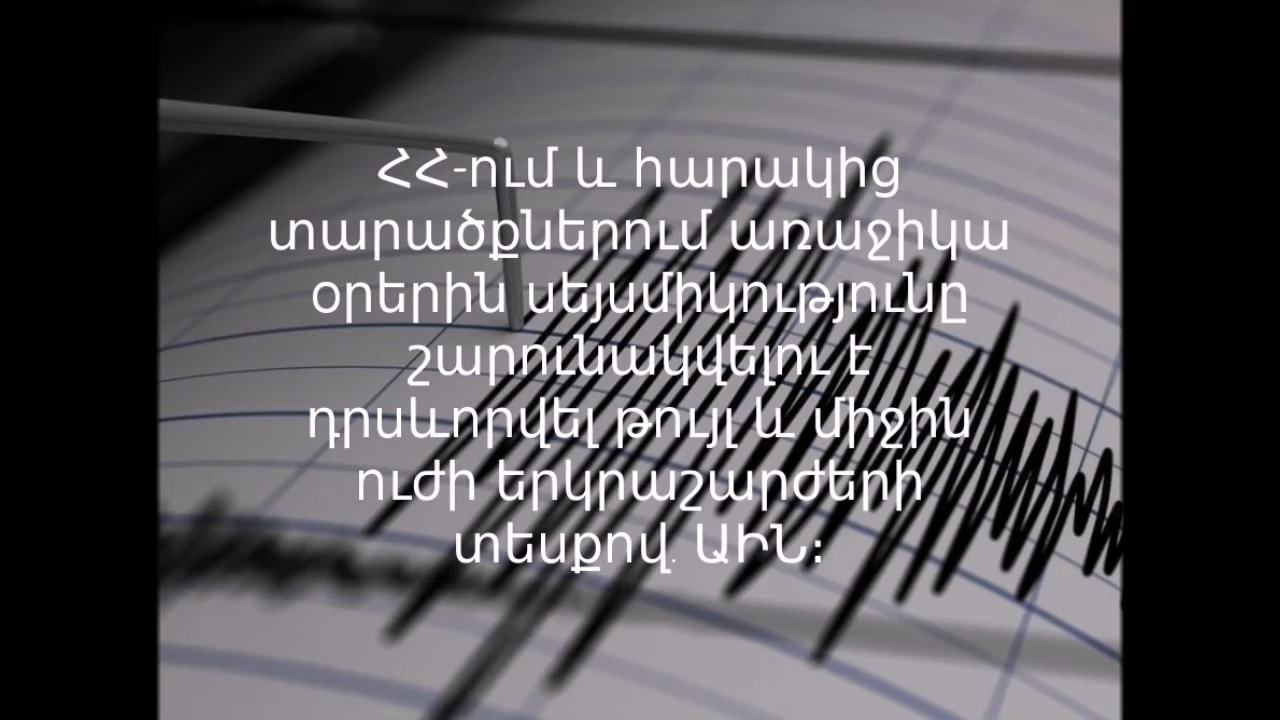 ՀՀ-ում և հարակից
տարածքներում առաջիկա
օրերին սեյսմիկությունը
շարունակվելու է
դրսևորվել թույլ և միջին
ուժի երկրաշարժերի
տեսքով. ԱԻՆ։